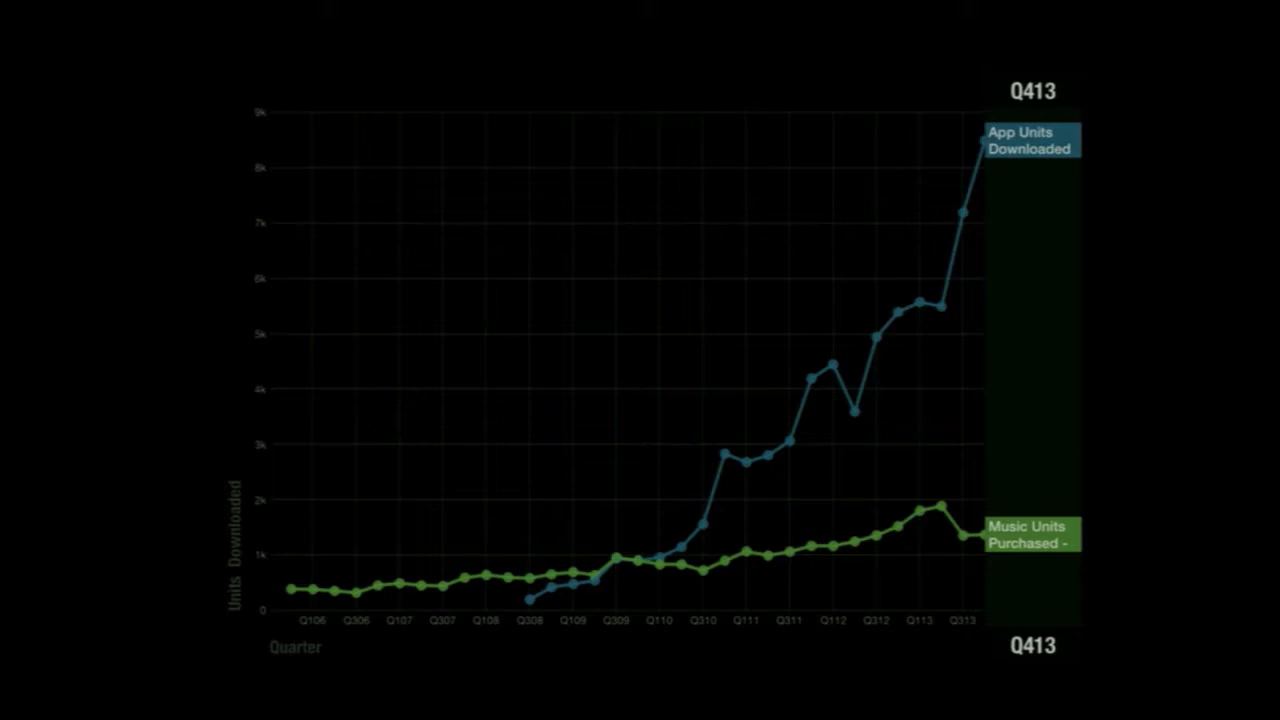 Q413
9k
App Units
Downloaded
8k
7k
6k
5k
4k
3k
2k
Music Units
Purchased -
1k
0
Units Downloaded
Q106 Q306 Q107 Q307 Q108 Q308 Q109 Q309 Q110 Q310 Q111 Q311 Q112 Q312 Q113 Q313
Quarter
Q413